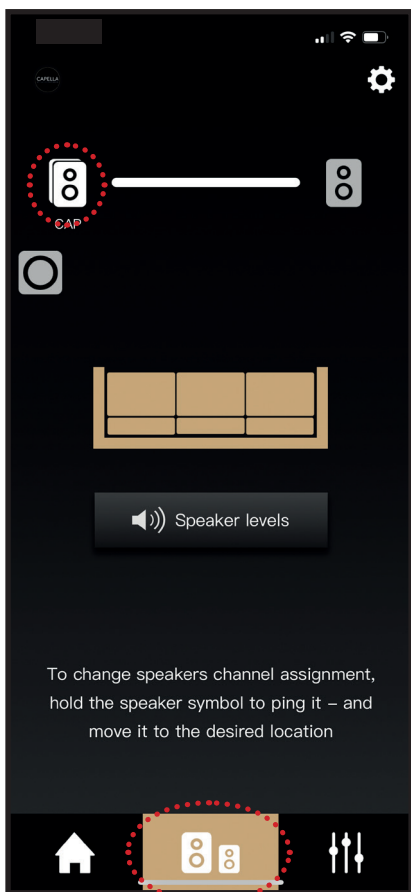 CAPELLA
CAP
Speaker levels
To change speakers channel assignment,
hold the speaker symbol to ping it – and
move it to the desired location